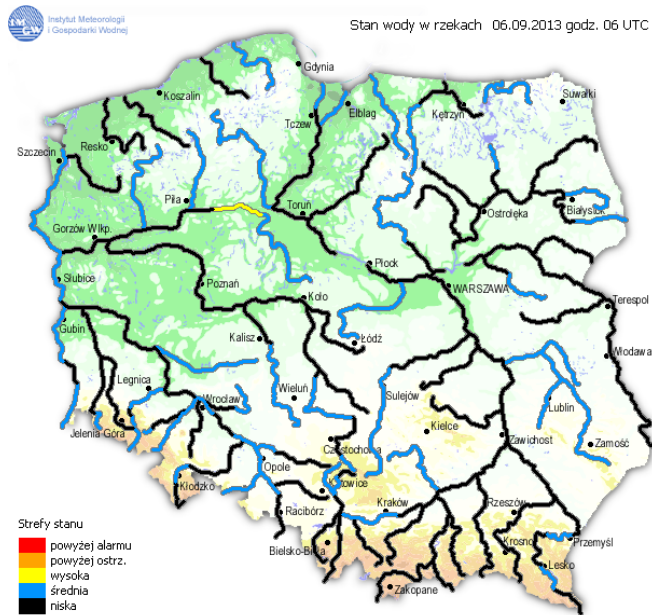 IMGW
Instytut Meteorologii
i Gospodarki Wodnej
Stan wody w rzekach 06.09.2013 godz. 06 UTC
Gdynia
Koszalin
Suwałki
Elbląg
Kętrzyn
Tczew
Resko
Szczecin
Piła
Toruń
Białystok
Ostrołęka
Gorzów Wlkp.
Płock
Słubice
Poznań
WARSZAWA
Koło
Terespol
Gubin
Kalisz
Łódź
Włodawa
Legnica
Wieluń
Sulejów
Wrocław
Lublin
Jelenia Góra
Kielce
Zawichost
Zamość
Częstochowa
Opole
Kłodzko
Katowice
Racibórz
Kraków
Rzeszów
Strefy stanu
Bielsko-Biała
Krosno
Przemyśl
Lesko
Zakopane
powyżej alarmu
powyżej ostrz.
wysoka
średnia
niska